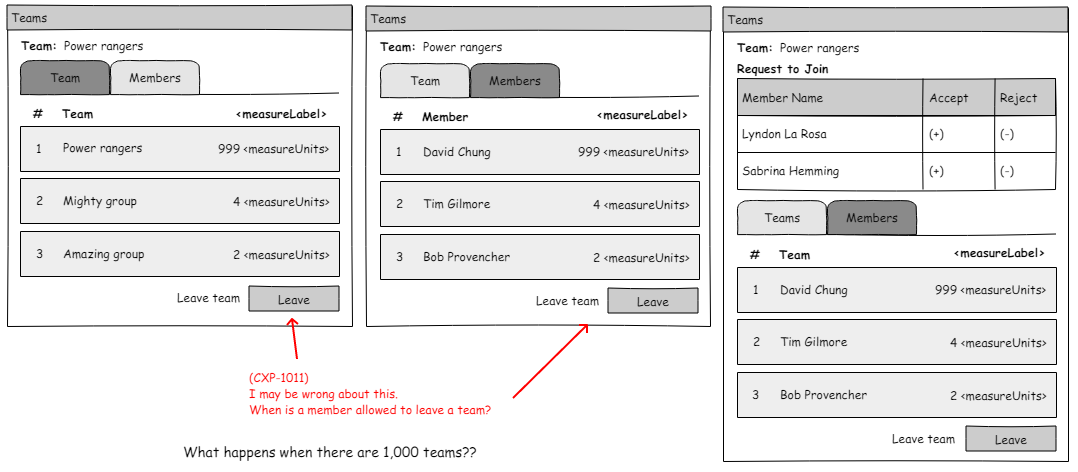 Teams
Team: Power rangers
Team Members
# Team <measureLabel>
1 Power rangers 999 <measureUnits>
2 Mighty group 4 <measureUnits>
3 Amazing group 2 <measureUnits>
Leave team Leave
Teams
Team: Power rangers
Team Members
# Member <measureLabel>
1 David Chung 999 <measureUnits>
2 Tim Gilmore 4 <measureUnits>
3 Bob Provencher 2 <measureUnits>
Leave team Leave
(CXP-1011)
I may be wrong about this.
When is a member allowed to leave a team?
What happens when there are 1,000 teams??
Teams
Team: Power rangers
Request to Join
Member Name Accept Reject
Lyndon La Rosa (+) (-)
Sabrina Hemming (+) (-)
Teams Members
# Team <measureLabel>
1 David Chung 999 <measureUnits>
2 Tim Gilmore 4 <measureUnits>
3 Bob Provencher 2 <measureUnits>
Leave team Leave